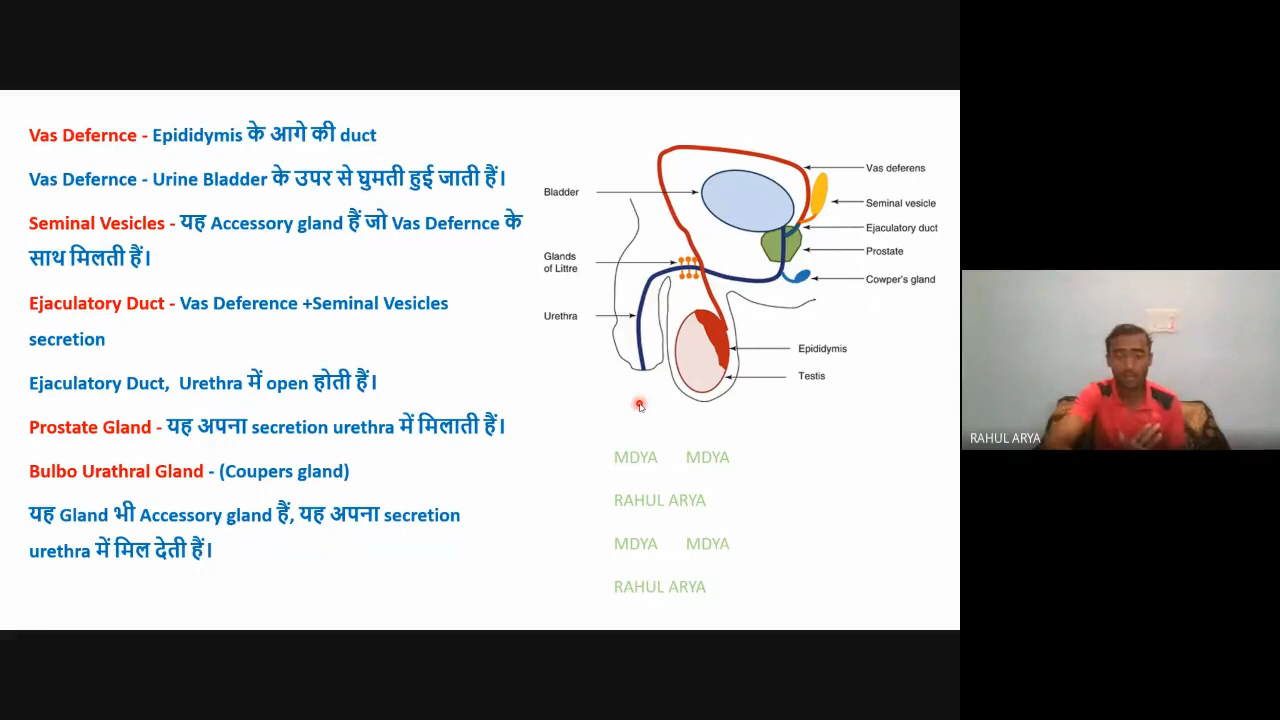 Vas Defernce - Epididymis के आगे की duct
Vas Defernce - Urine Bladder के उपर से घुमती हुई जाती हैं।
Seminal Vesicles - यह Accessory gland हैं जो Vas Defernce के
साथ मिलती हैं।
Ejaculatory Duct - Vas Deference +Seminal Vesicles
secretion
Ejaculatory Duct, Urethra में open होती हैं।
Prostate Gland - यह अपना secretion urethra में मिलाती हैं।
Bulbo Urathral Gland - (Coupers gland)
यह Gland भी Accessory gland हैं, यह अपना secretion
urethra में मिल देती हैं।
Vas deferens
Bladder
Seminal vesicle
Ejaculatory duct
Prostate
Glands
of Littre
Cowper's gland
Urethra
Epididymis
Testis
MDYA MDYA
RAHUL ARYA
MDYA MDYA
RAHUL ARYA
RAHUL ARYA